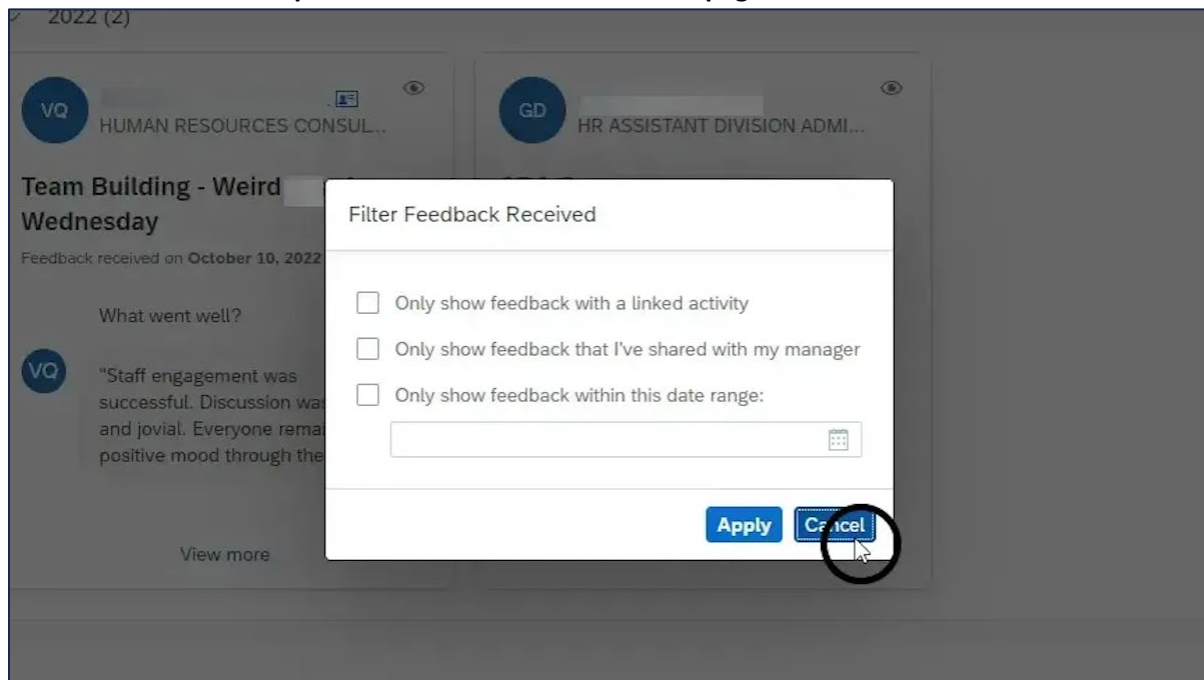 2022 (2)
VQ
HUMAN RESOURCES CONSUL...
GD
HR ASSISTANT DIVISION ADMI...
Team Building - Weird
Wednesday
Feedback received on October 10, 2022
What went well?
VQ
"Staff engagement was
successful. Discussion was
and jovial. Everyone
positive mood through the
View more
Filter Feedback Received
Only show feedback with a linked activity
Only show feedback that I've shared with my manager
Only show feedback within this date range:
Apply
Cancel